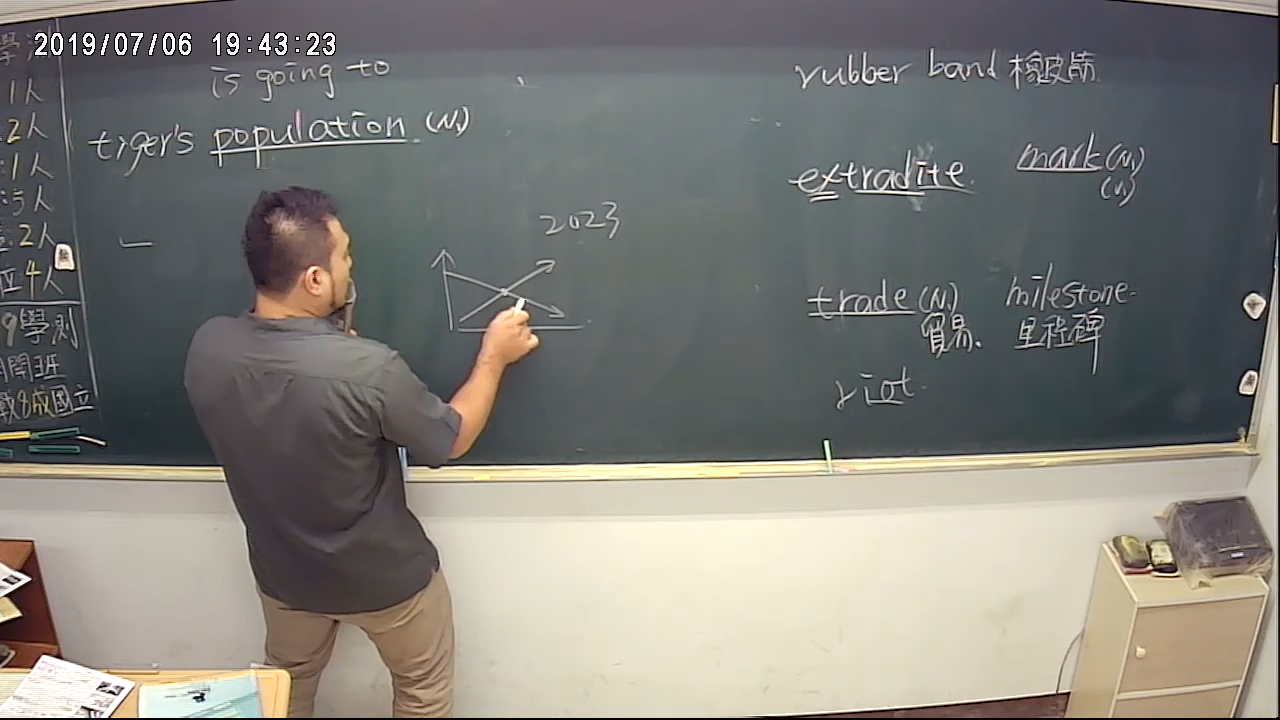 2019/07/06 19:43:23
is going to
tiger's population (N)
2023
rubber band 橡皮筋
extradite
mark (N)
(v)
trade (N)
貿易
milestone
里程碑
riot
1人
2人
1人
5人
2人
4人
9學測
8成國立